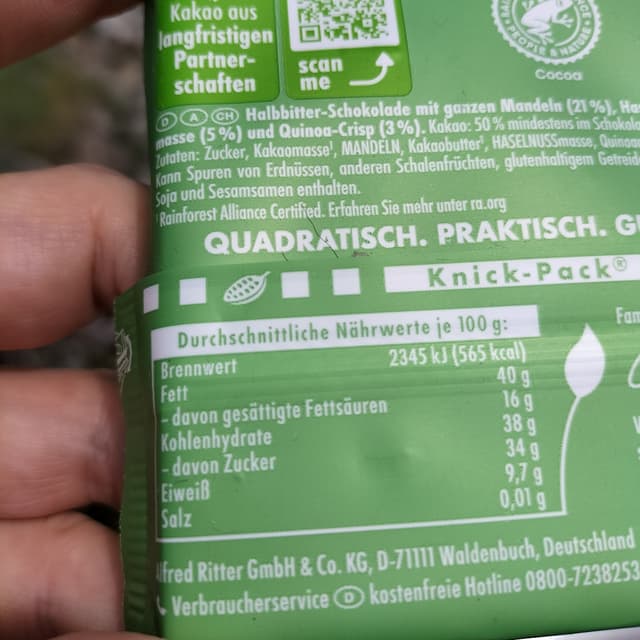 Kakao aus
langfristigen
Partner-
schaften
scan
me
PEOPLE & NATURE
Cocoa
D A CH Halbbitter-Schokolade mit ganzen Mandeln (21 %),
masse (5 %) und Quinoa-Crisp (3 %). Kakao: 50 % mindestens im
Zutaten: Zucker, Kakaomasse¹, MANDELN, Kakaobutter¹, HASELNUSSmasse,
Kann Spuren von Erdnüssen, anderen Schalenfrüchten, glutenhaltigem
Soja und Sesamsamen enthalten.
¹Rainforest Alliance Certified. Erfahren Sie mehr unter ra.org
QUADRATISCH. PRAKTISCH.
Knick-Pack®
Durchschnittliche Nährwerte je 100 g:
Brennwert 2345 kJ (565 kcal)
Fett 40 g
- davon gesättigte Fettsäuren 16 g
Kohlenhydrate 38 g
- davon Zucker 34 g
Eiweiß 9,7 g
Salz 0,01 g
Alfred Ritter GmbH & Co. KG, D-71111 Waldenbuch, Deutschland
Verbraucherservice D kostenfreie Hotline 0800-7238253